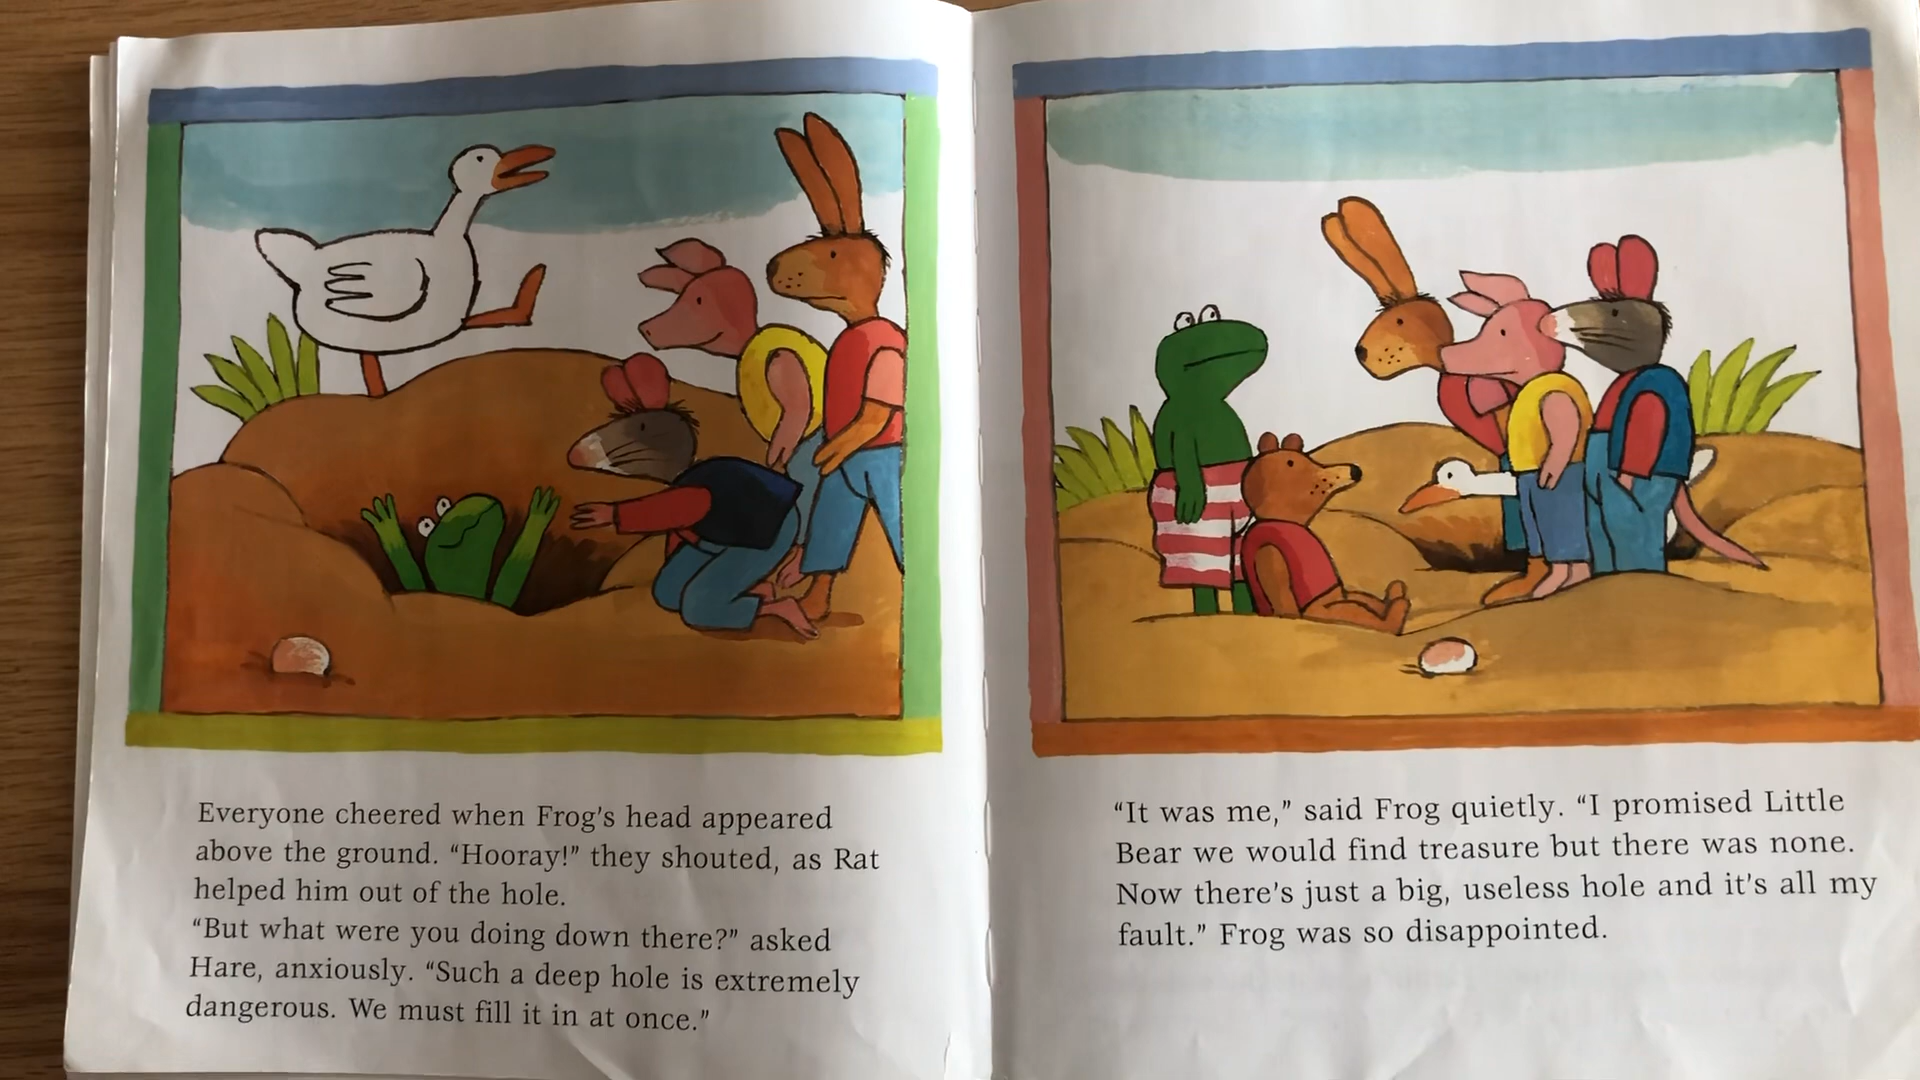 Everyone cheered when Frog's head appeared
above the ground. “Hooray!” they shouted, as Rat
helped him out of the hole.
“But what were you doing down there?” asked
Hare, anxiously. “Such a deep hole is extremely
dangerous. We must fill it in at once.”
“It was me,” said Frog quietly. “I promised Little
Bear we would find treasure but there was none.
Now there's just a big, useless hole and it's all my
fault.” Frog was so disappointed.